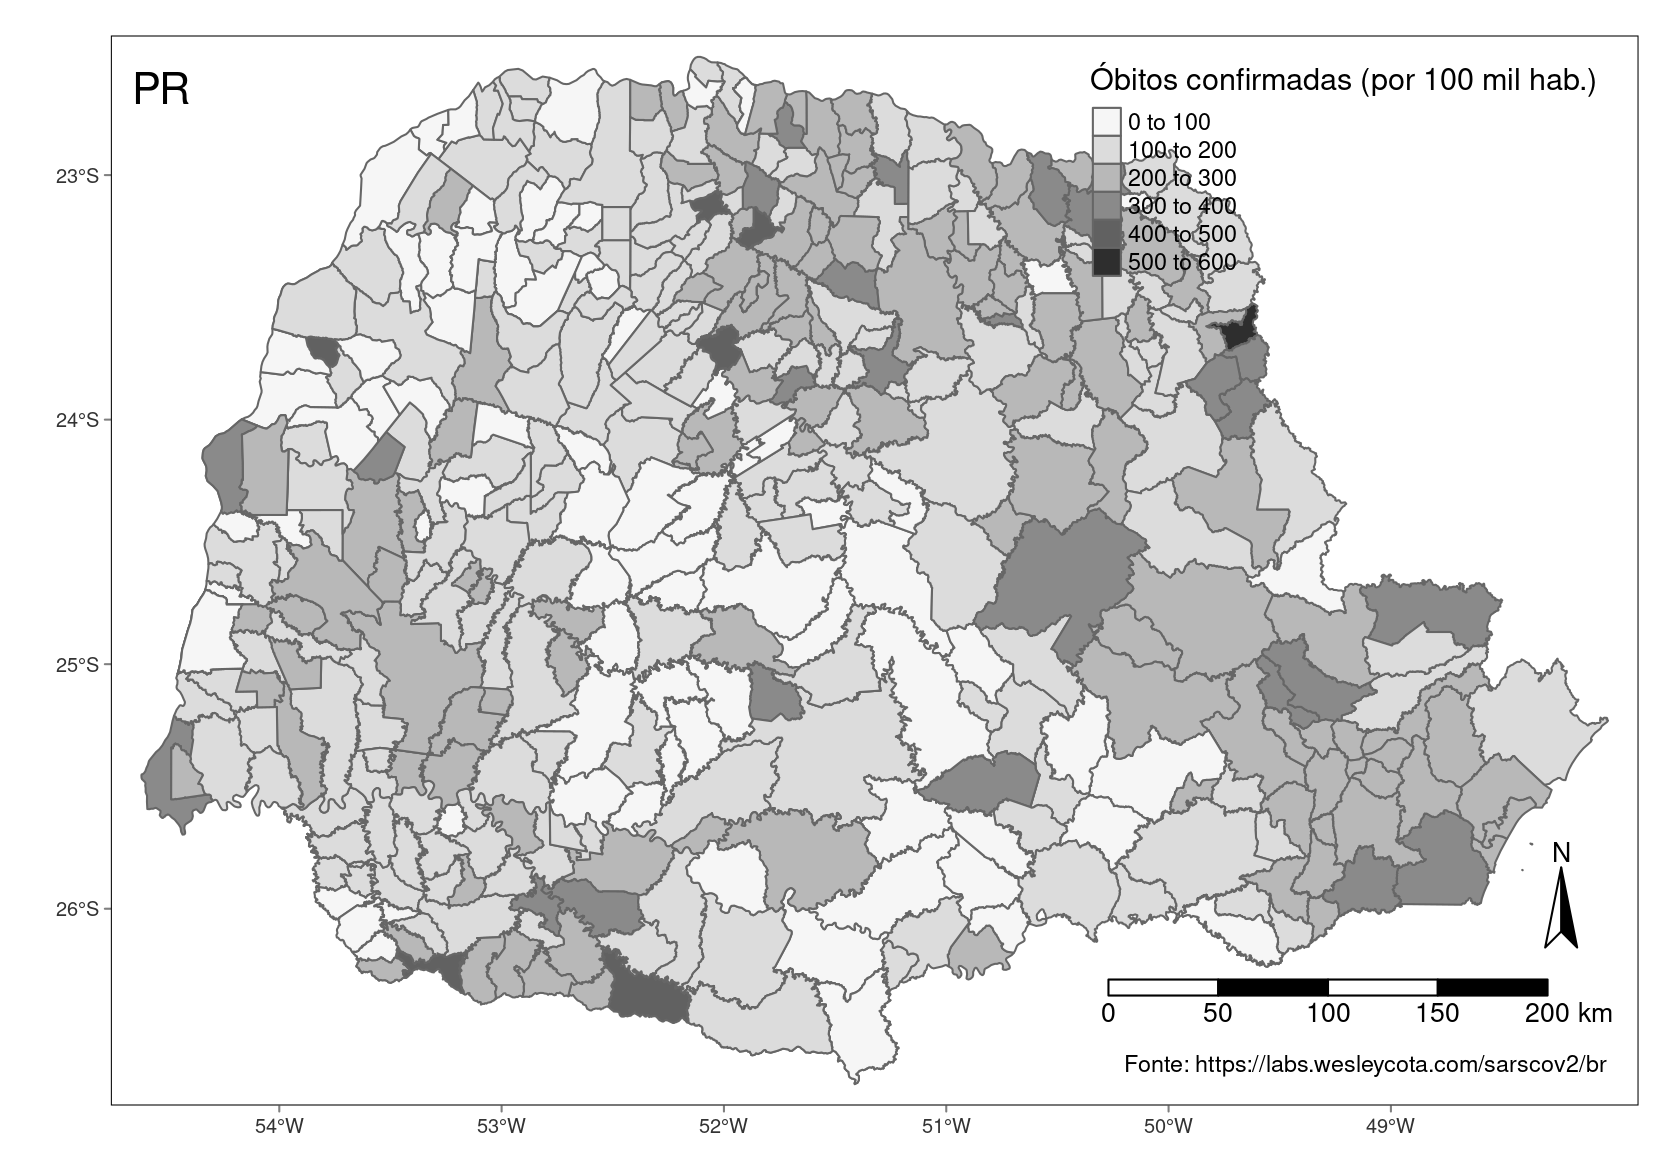 PR
Óbitos confirmadas (por 100 mil hab.)
0 to 100
100 to 200
200 to 300
300 to 400
400 to 500
500 to 600
23°S
24°S
25°S
26°S
N
0 50 100 150 200 km
Fonte: https://labs.wesleycota.com/sarscov2/br
54°W 53°W 52°W 51°W 50°W 49°W